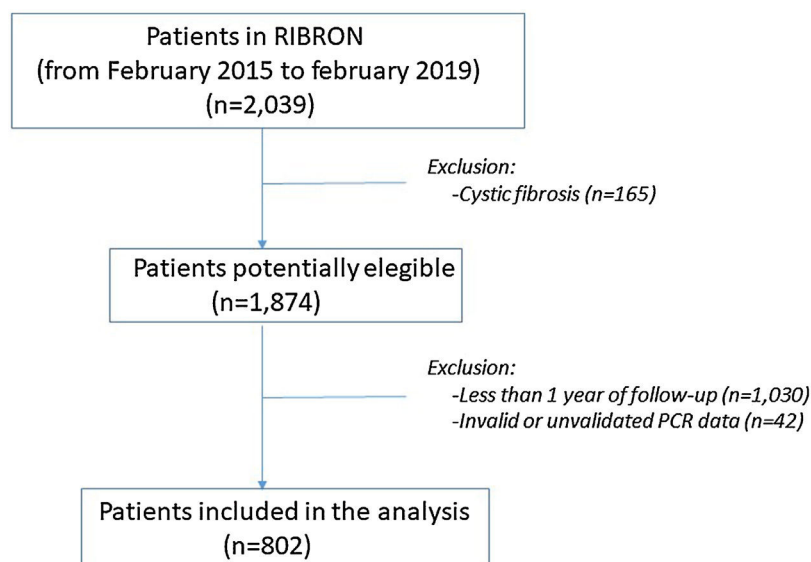 Patients in RIBRON
(from February 2015 to february 2019)
(n=2,039)
Exclusion:
-Cystic fibrosis (n=165)
Patients potentially elegible
(n=1,874)
Exclusion:
-Less than 1 year of follow-up (n=1,030)
-Invalid or unvalidated PCR data (n=42)
Patients included in the analysis
(n=802)